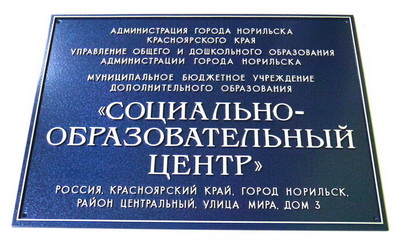 АДМИНИСТРАЦИЯ ГОРОДА НОРИЛЬСКА
КРАСНОЯРСКОГО КРАЯ
УПРАВЛЕНИЕ ОБЩЕГО И ДОШКОЛЬНОГО ОБРАЗОВАНИЯ
АДМИНИСТРАЦИИ ГОРОДА НОРИЛЬСКА
МУНИЦИПАЛЬНОЕ БЮДЖЕТНОЕ УЧРЕЖДЕНИЕ
ДОПОЛНИТЕЛЬНОГО ОБРАЗОВАНИЯ
«СОЦИАЛЬНО-
ОБРАЗОВАТЕЛЬНЫЙ
ЦЕНТР»
РОССИЯ, КРАСНОЯРСКИЙ КРАЙ, ГОРОД НОРИЛЬСК,
РАЙОН ЦЕНТРАЛЬНЫЙ, УЛИЦА МИРА, ДОМ 3